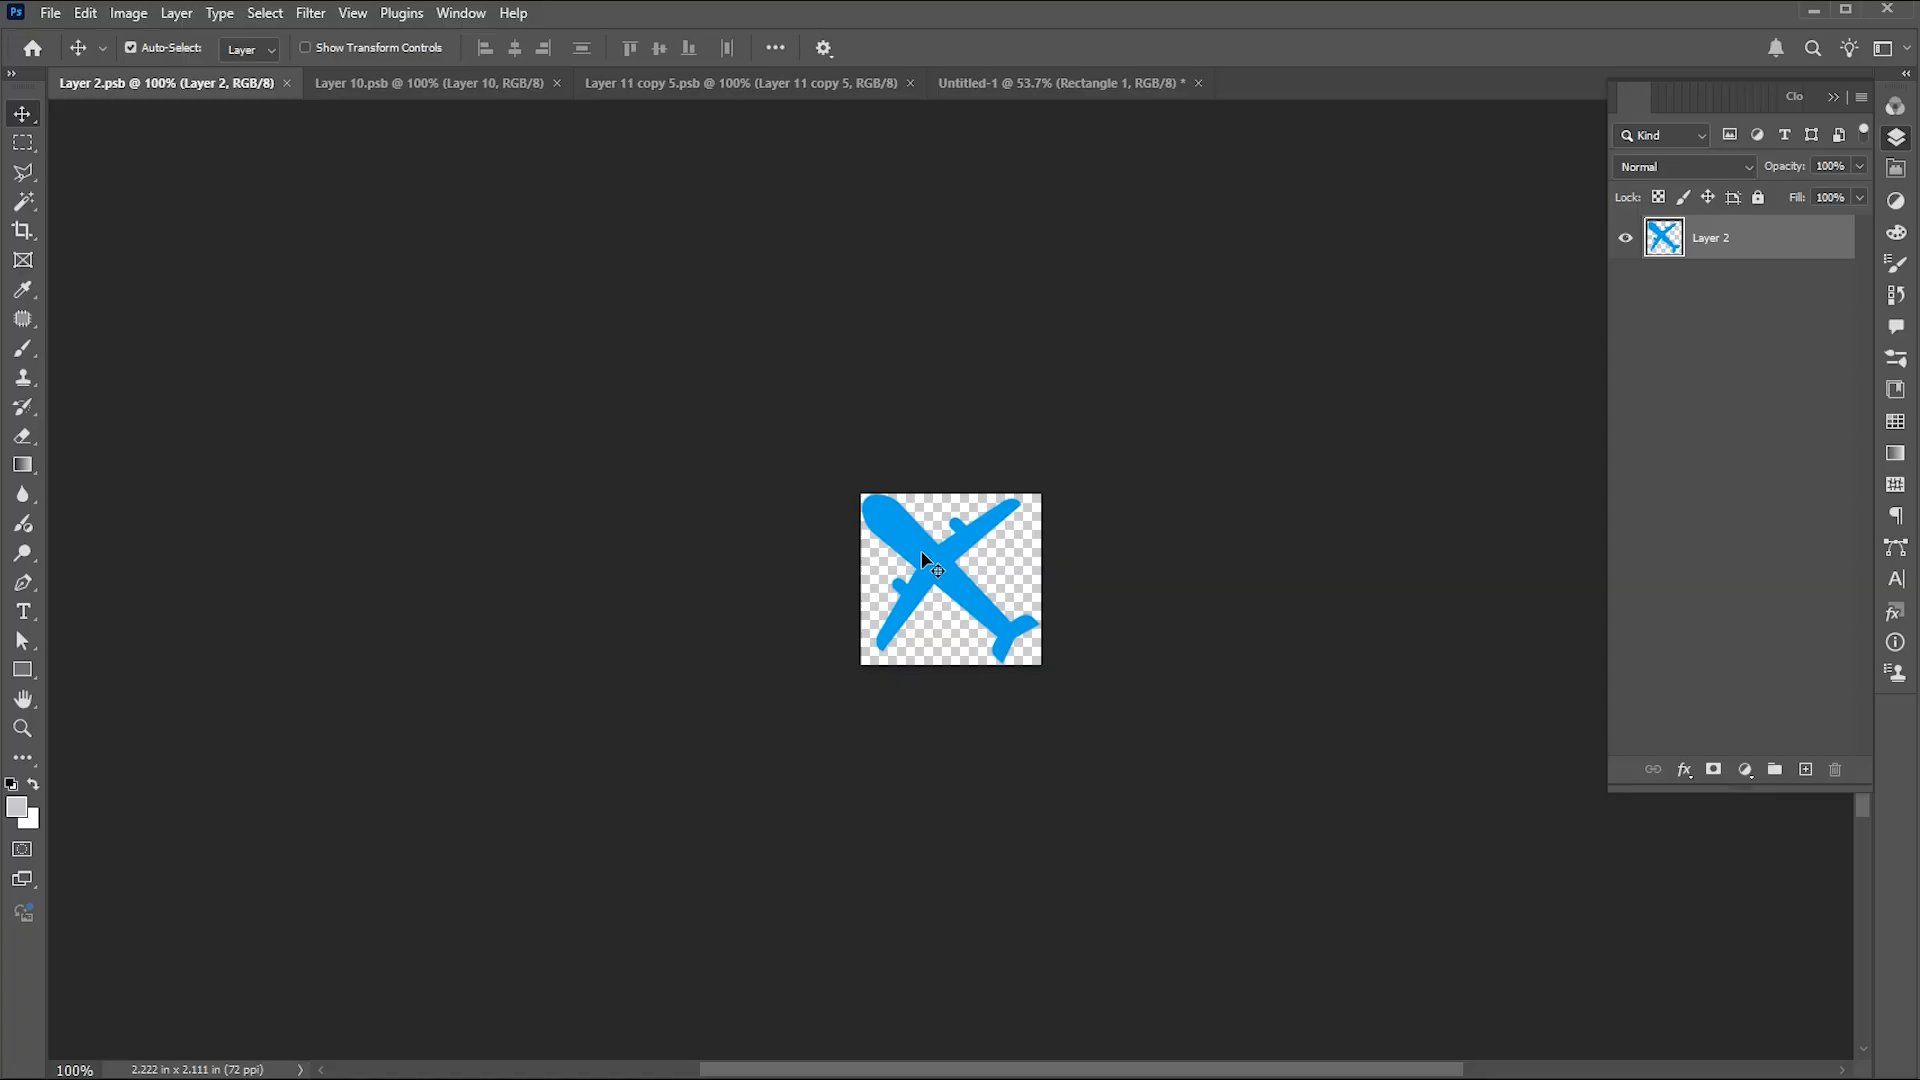 Ps File Edit Image Layer Type Select Filter View Plugins Window Help
Auto-Select: Layer Show Transform Controls
Layer 2.psb @ 100% (Layer 2, RGB/8) Layer 10.psb @ 100% (Layer 10, RGB/8) Layer 11 copy 5.psb @ 100% (Layer 11 copy 5, RGB/8) Untitled-1 @ 53.7% (Rectangle 1, RGB/8) *
Clo
Kind
Normal Opacity: 100%
Lock: Fill: 100%
Layer 2
100% 2.222 in x 2.111 in (72 ppi)